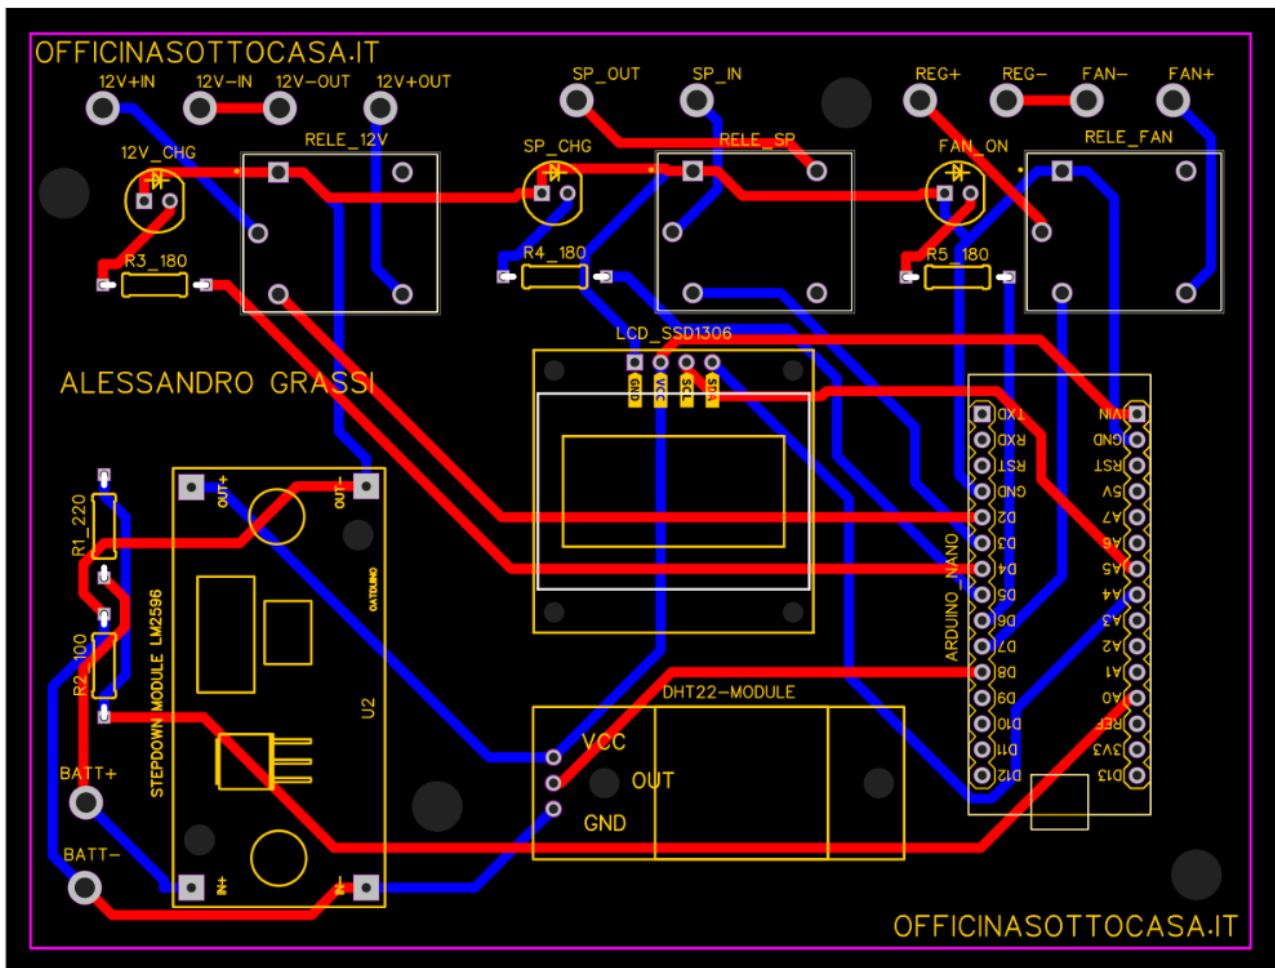 OFFICINASOTTOCASA.IT
12V+IN
12V-IN
12V-OUT
12V+OUT
SP_OUT
SP_IN
REG+
REG-
FAN-
FAN+
12V_CHG
RELE_12V
SP_CHG
RELE_SP
FAN_ON
RELE_FAN
R3_180
R4_180
R5_180
LCD_SSD1306
GND
VCC
SCL
SDA
ALESSANDRO GRASSI
TXD
RXD
RST
GND
D2
D3
D4
D5
D6
D7
D8
D9
D10
D11
D12
VIN
GND
RST
5V
A7
A6
A5
A4
A3
A2
A1
A0
REF
3V3
D13
ARDUINO_NANO
R1_220
R2_100
OUT+
OUT-
STEPDOWN MODULE LM2596
U2
IN+
IN-
BATT+
BATT-
DHT22-MODULE
VCC
OUT
GND
OFFICINASOTTOCASA.IT